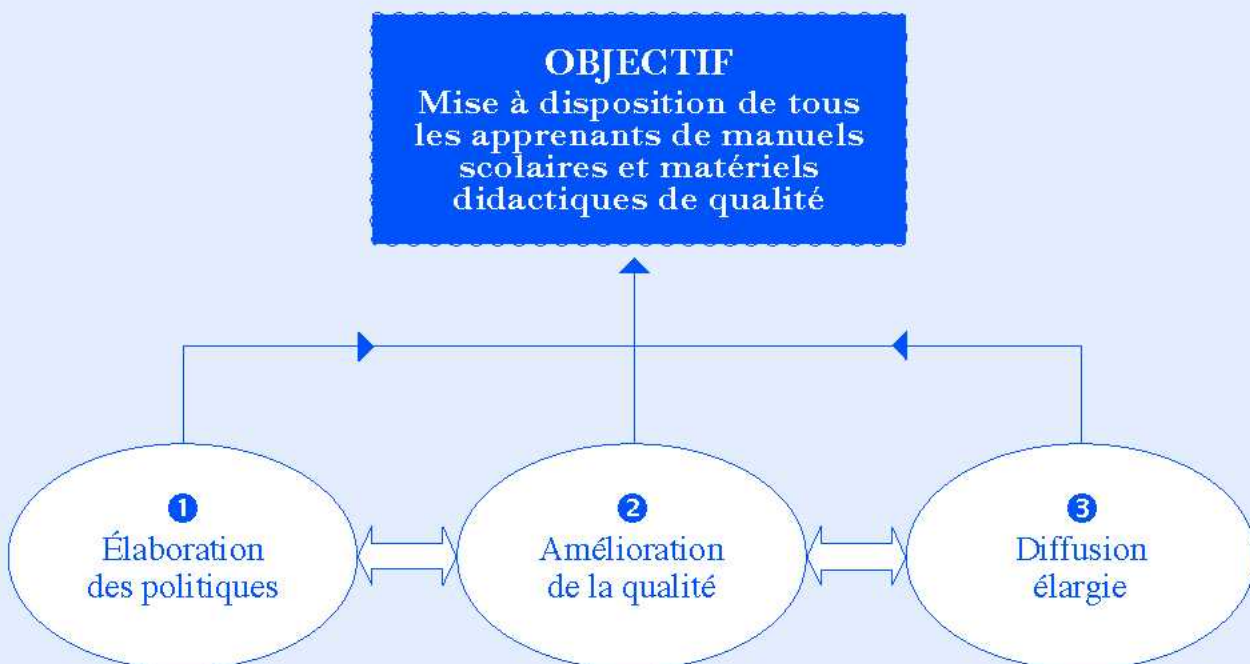 OBJECTIF
Mise à disposition de tous
les apprenants de manuels
scolaires et matériels
didactiques de qualité
❶
Élaboration
des politiques
❷
Amélioration
de la qualité
❸
Diffusion
élargie